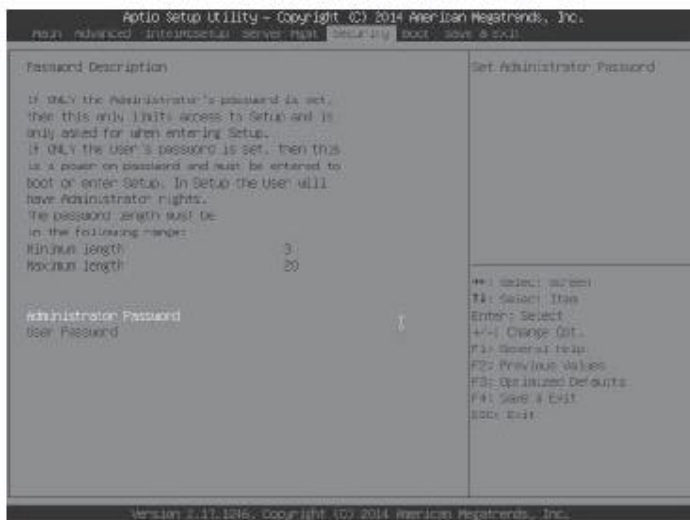 Aptio Setup Utility – Copyright (C) 2014 American Megatrends, Inc.
Main Advanced IntelRCSetup Server Mgmt Security Boot Save & Exit
Password Description
If ONLY the Administrator's password is set,
then this only limits access to Setup and is
only asked for when entering Setup.
If ONLY the User's password is set, then this
is a power on password and must be entered to
boot or enter Setup. In Setup the User will
have Administrator rights.
The password length must be
in the following range:
Minimum length 3
Maximum length 20
Administrator Password
User Password
Set Administrator Password
: Select Screen
↑↓: Select Item
Enter: Select
+/-: Change Opt.
F1: General Help
F2: Previous Values
F3: Optimized Defaults
F4: Save & Exit
ESC: Exit
Version 2.17.1246. Copyright (C) 2014 American Megatrends, Inc.